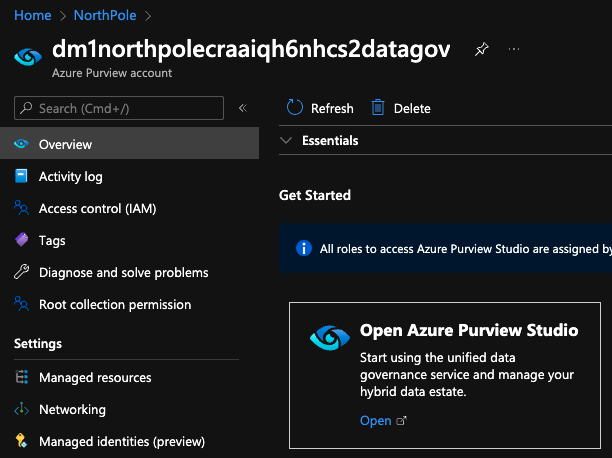 Home > NorthPole >
dm1northpolecraaiqh6nhcs2datagov
Azure Purview account
Search (Cmd+/)
«
Refresh
Delete
Overview
Activity log
Access control (IAM)
Tags
Diagnose and solve problems
Root collection permission
Settings
Managed resources
Networking
Managed identities (preview)
Essentials
Get Started
All roles to access Azure Purview Studio are assigned by
Open Azure Purview Studio
Start using the unified data
governance service and manage your
hybrid data estate.
Open